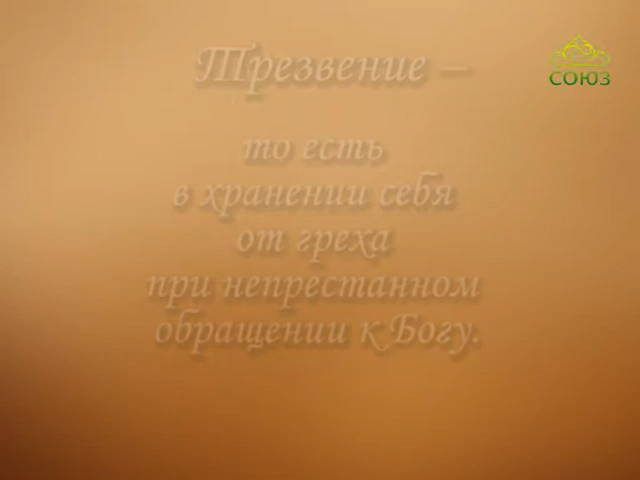 Трезвение –
СОЮЗ
то есть
в хранении себя
от греха
при непрестанном
обращении к Богу.